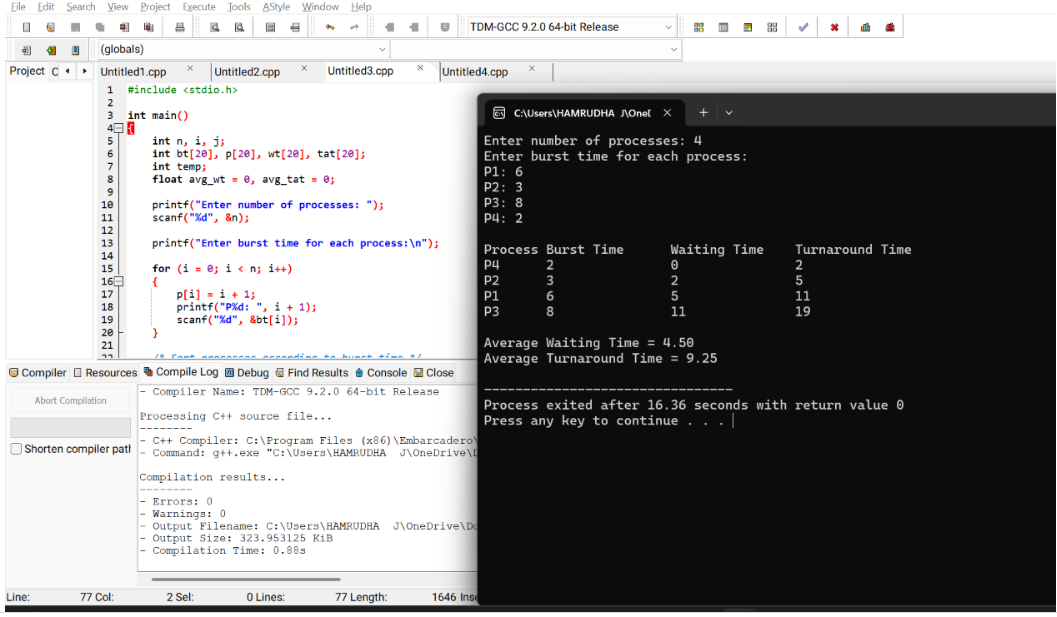 File Edit Search View Project Execute Tools AStyle Window Help
TDM-GCC 9.2.0 64-bit Release
(globals)
Project C
Untitled1.cpp × Untitled2.cpp × Untitled3.cpp × Untitled4.cpp ×
1 #include <stdio.h>
2
3 int main()
4 {
5 int n, i, j;
6 int bt[20], p[20], wt[20], tat[20];
7 int temp;
8 float avg_wt = 0, avg_tat = 0;
9
10 printf("Enter number of processes: ");
11 scanf("%d", &n);
12
13 printf("Enter burst time for each process:\n");
14
15 for (i = 0; i < n; i++)
16 {
17 p[i] = i + 1;
18 printf("P%d: ", i + 1);
19 scanf("%d", &bt[i]);
20 }
21
22 /* Sort processes according to burst time */
Compiler Resources Compile Log Debug Find Results Console Close
Abort Compilation
Shorten compiler path
- Compiler Name: TDM-GCC 9.2.0 64-bit Release
Processing C++ source file...
--------
- C++ Compiler: C:\Program Files (x86)\Embarcadero\
- Command: g++.exe "C:\Users\HAMRUDHA J\OneDrive\D
Compilation results...
--------
- Errors: 0
- Warnings: 0
- Output Filename: C:\Users\HAMRUDHA J\OneDrive\Do
- Output Size: 323.953125 KiB
- Compilation Time: 0.88s
Line: 77 Col: 2 Sel: 0 Lines: 77 Length: 1646 Inse
C:\Users\HAMRUDHA J\OneD × + 
Enter number of processes: 4
Enter burst time for each process:
P1: 6
P2: 3
P3: 8
P4: 2
Process Burst Time Waiting Time Turnaround Time
P4 2 0 2
P2 3 2 5
P1 6 5 11
P3 8 11 19
Average Waiting Time = 4.50
Average Turnaround Time = 9.25
--------------------------------
Process exited after 16.36 seconds with return value 0
Press any key to continue . . .